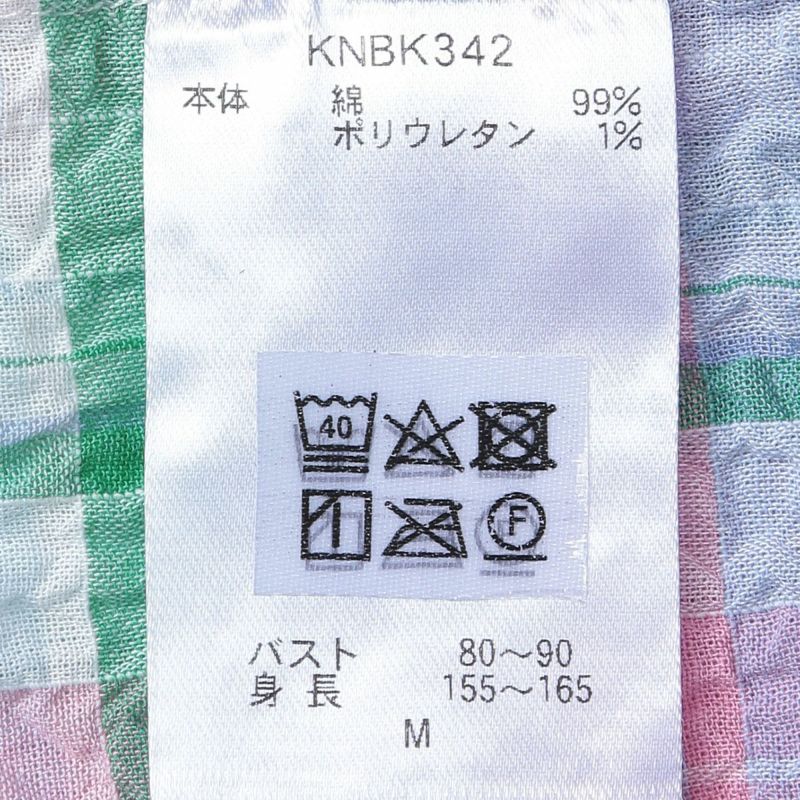 KNBK342
本体 綿 99%
ポリウレタン 1%
40
F
バスト 80～90
身長 155～165
M